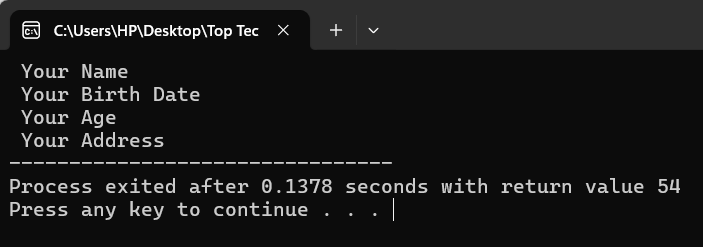 C:\Users\HP\Desktop\Top Tec
Your Name
Your Birth Date
Your Age
Your Address
--------------------------------
Process exited after 0.1378 seconds with return value 54
Press any key to continue . . .